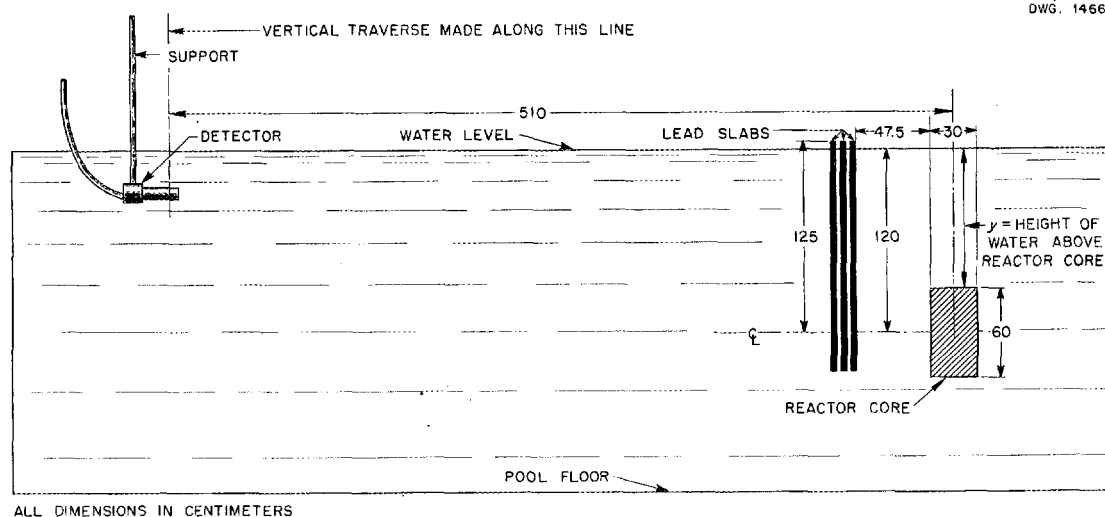 DWG. 1466
VERTICAL TRAVERSE MADE ALONG THIS LINE
SUPPORT
510
DETECTOR
WATER LEVEL
LEAD SLABS
47.5
30
y = HEIGHT OF
WATER ABOVE
REACTOR CORE
125
120
℄
60
REACTOR CORE
POOL FLOOR
ALL DIMENSIONS IN CENTIMETERS